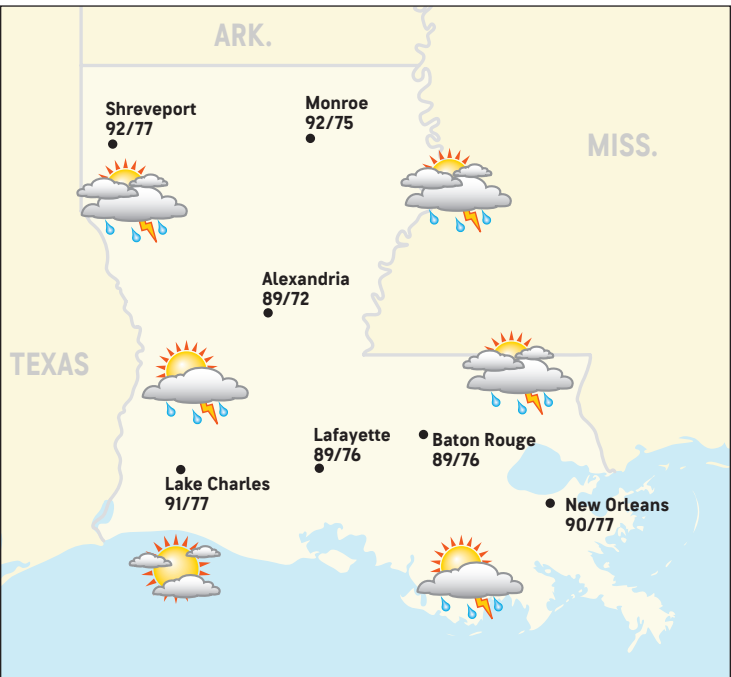 ARK.
Shreveport
92/77
Monroe
92/75
MISS.
Alexandria
89/72
TEXAS
Lafayette
89/76
Baton Rouge
89/76
Lake Charles
91/77
New Orleans
90/77